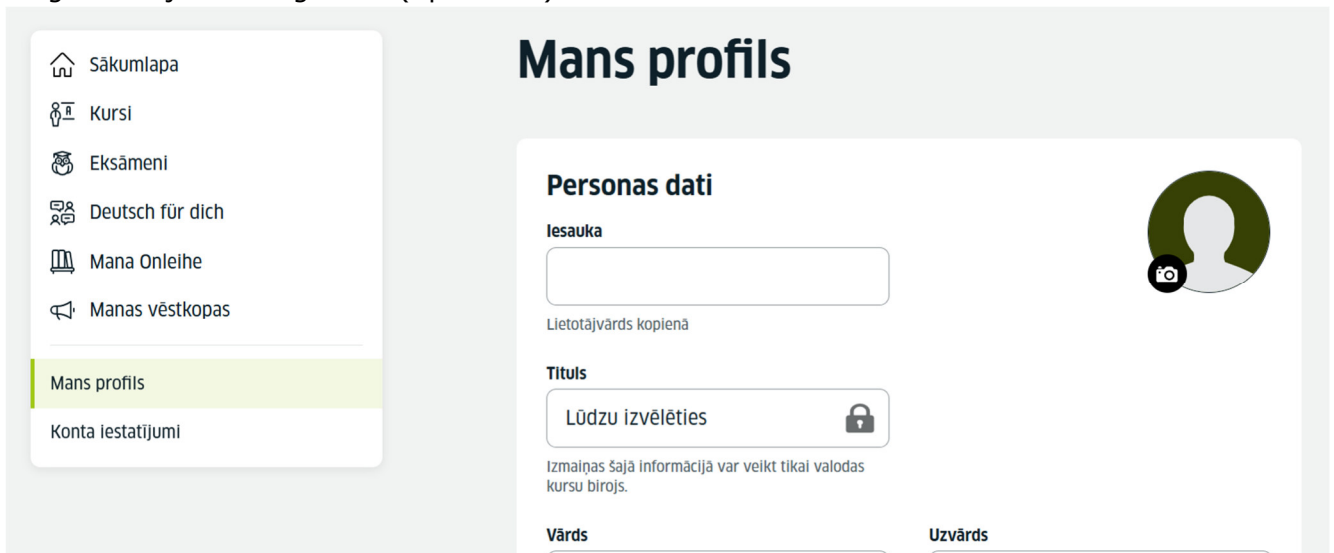 Sākumlapa
Kursi
Eksāmeni
Deutsch für dich
Mana Onleihe
Manas vēstkopas
Mans profils
Konta iestatījumi
Mans profils
Personas dati
Iesauka
Lietotājvārds kopienā
Tituls
Lūdzu izvēlēties
Izmaiņas šajā informācijā var veikt tikai valodas
kursu birojs.
Vārds
Uzvārds